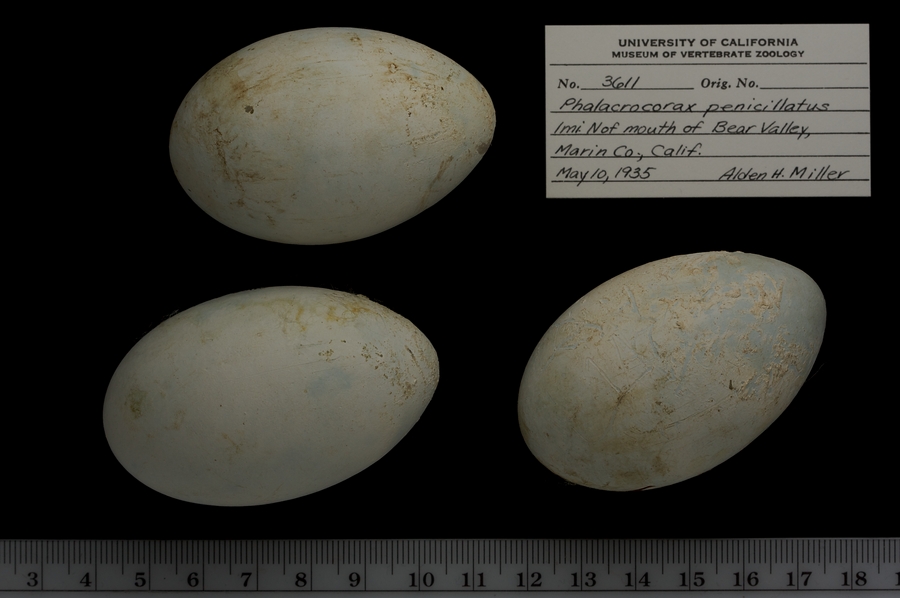 UNIVERSITY OF CALIFORNIA
MUSEUM OF VERTEBRATE ZOOLOGY
No. 3611 Orig. No.
Phalacrocorax penicillatus
1mi. N of mouth of Bear Valley,
Marin Co., Calif.
May 10, 1935 Alden H. Miller
3 4 5 6 7 8 9 10 11 12 13 14 15 16 17 18